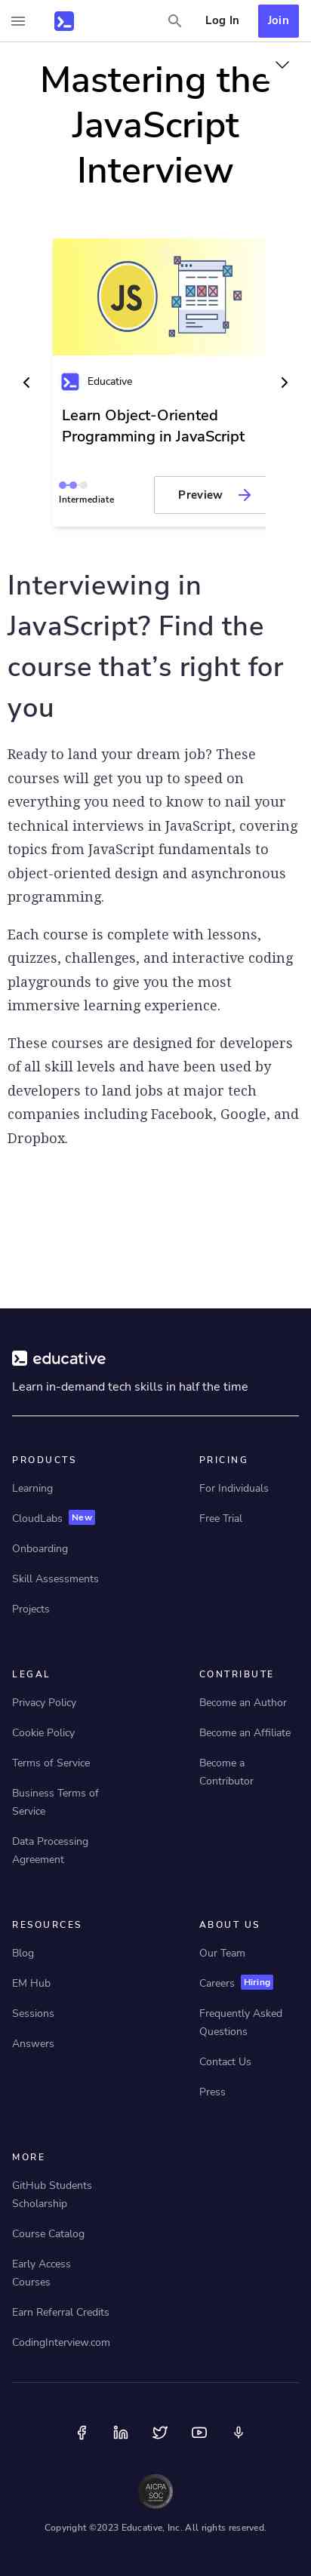 Log In
Join
Mastering the
JavaScript
Interview
JS
Educative
Learn Object-Oriented
Programming in JavaScript
Intermediate
Preview
Interviewing in
JavaScript? Find the
course that’s right for
you
Ready to land your dream job? These
courses will get you up to speed on
everything you need to know to nail your
technical interviews in JavaScript, covering
topics from JavaScript fundamentals to
object-oriented design and asynchronous
programming.
Each course is complete with lessons,
quizzes, challenges, and interactive coding
playgrounds to give you the most
immersive learning experience.
These courses are designed for developers
of all skill levels and have been used by
developers to land jobs at major tech
companies including Facebook, Google, and
Dropbox.
educative
Learn in-demand tech skills in half the time
PRODUCTS
Learning
CloudLabs New
Onboarding
Skill Assessments
Projects
PRICING
For Individuals
Free Trial
LEGAL
Privacy Policy
Cookie Policy
Terms of Service
Business Terms of
Service
Data Processing
Agreement
CONTRIBUTE
Become an Author
Become an Affiliate
Become a
Contributor
RESOURCES
Blog
EM Hub
Sessions
Answers
ABOUT US
Our Team
Careers Hiring
Frequently Asked
Questions
Contact Us
Press
MORE
GitHub Students
Scholarship
Course Catalog
Early Access
Courses
Earn Referral Credits
CodingInterview.com
AICPA
SOC
Copyright ©2023 Educative, Inc. All rights reserved.